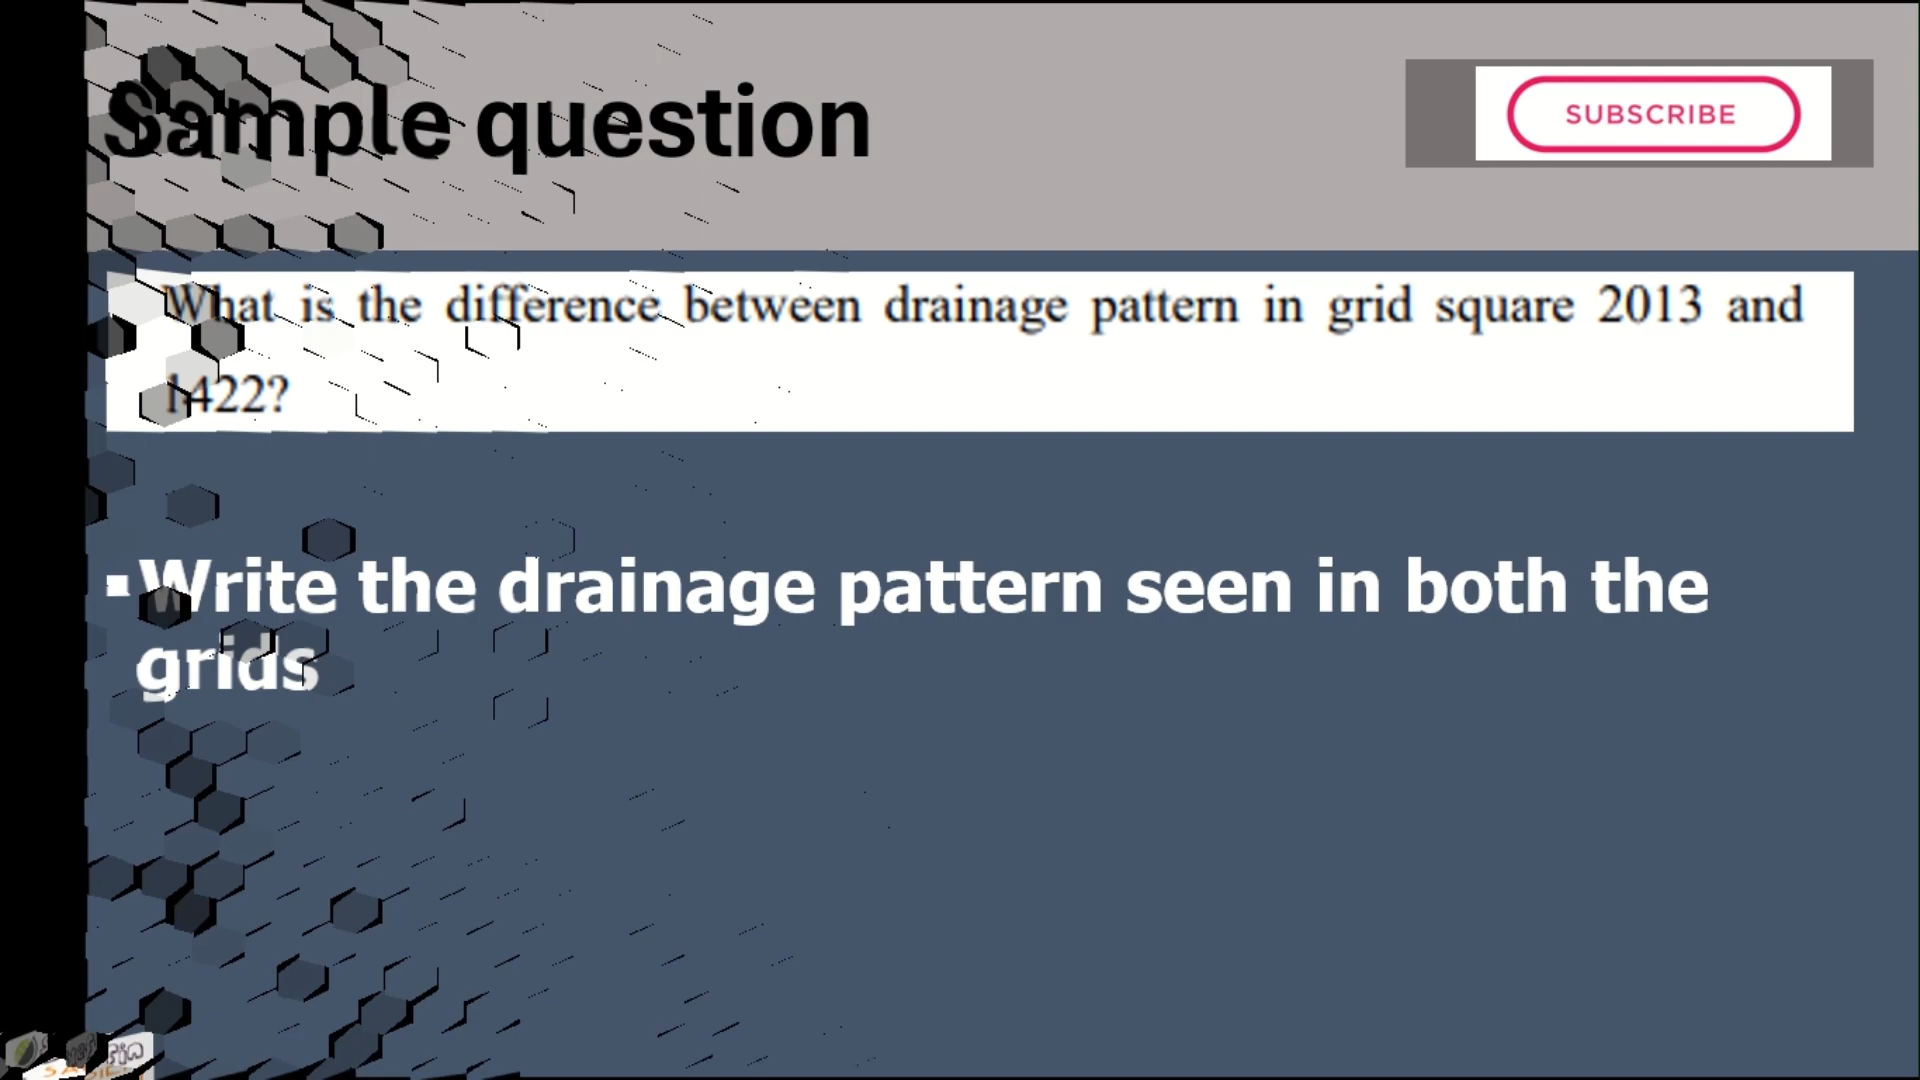 Sample question
SUBSCRIBE
What is the difference between drainage pattern in grid square 2013 and
1422?
▪Write the drainage pattern seen in both the
grids